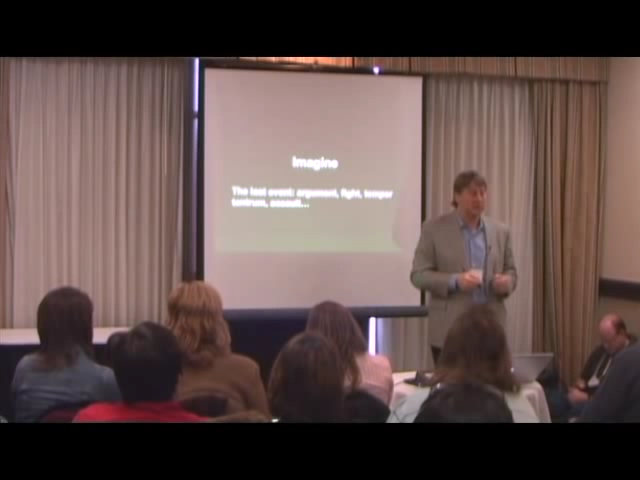 Imagine
The last event: argument, fight, temper
tantrum, assault...